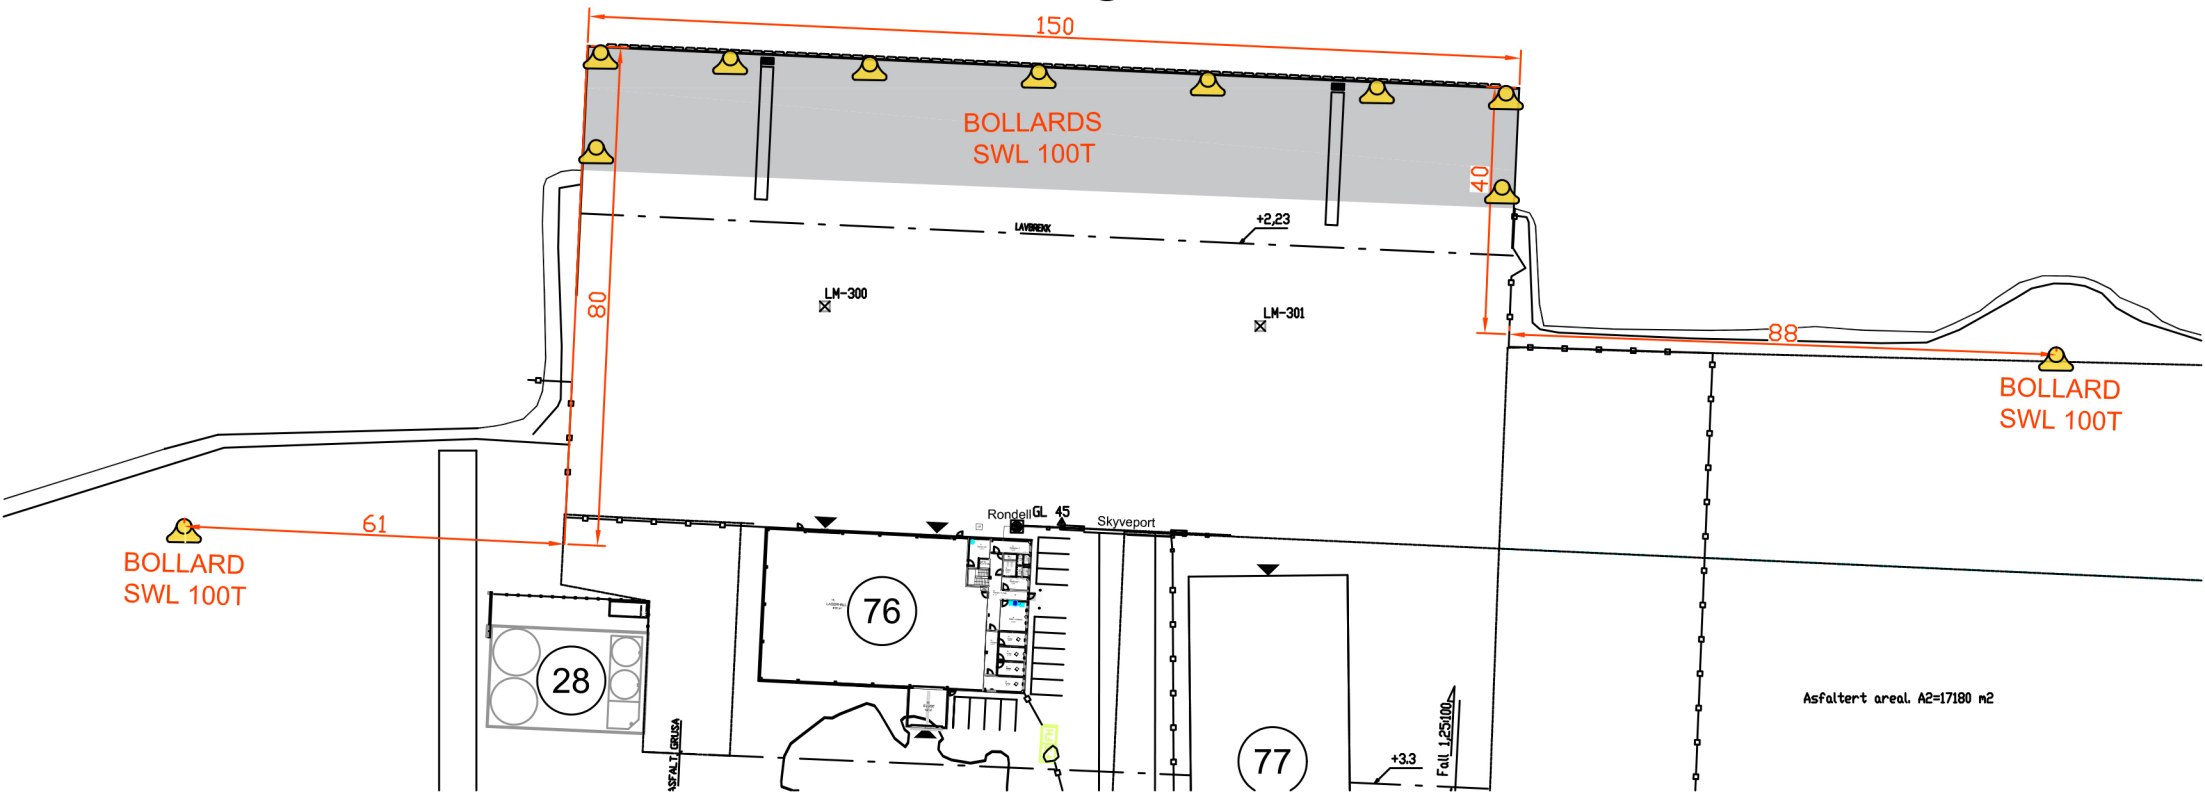 150
BOLLARDS
SWL 100T
40
+2,23
LAVBREKK
LM-300
LM-301
80
88
BOLLARD
SWL 100T
61
BOLLARD
SWL 100T
Rondell
GL 45
Skyveport
76
28
77
Asfaltert areal. A2=17180 m2
ASFALT
GRUSA
Fall 1,25:100
+3.3